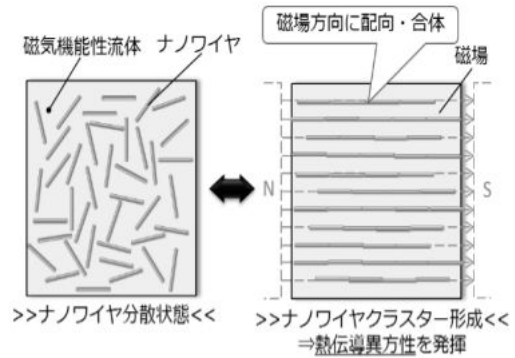 磁気機能性流体
ナノワイヤ
>>ナノワイヤ分散状態<<
磁場方向に配向・合体
磁場
N
S
>>ナノワイヤクラスター形成<<
⇒熱伝導異方性を発揮